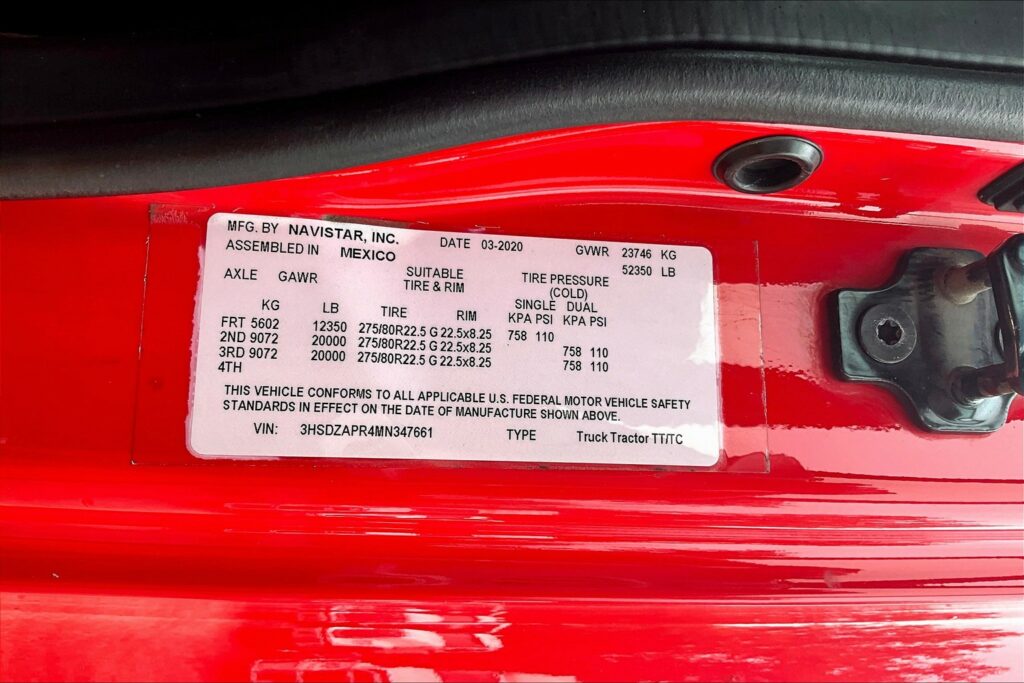 MFG. BY NAVISTAR, INC. DATE 03-2020 GVWR 23746 KG
ASSEMBLED IN MEXICO 52350 LB
AXLE GAWR SUITABLE TIRE PRESSURE
TIRE & RIM (COLD)
SINGLE DUAL
KG LB TIRE RIM KPA PSI KPA PSI
FRT 5602 12350 275/80R22.5 G 22.5x8.25 758 110
2ND 9072 20000 275/80R22.5 G 22.5x8.25 758 110
3RD 9072 20000 275/80R22.5 G 22.5x8.25 758 110
4TH
THIS VEHICLE CONFORMS TO ALL APPLICABLE U.S. FEDERAL MOTOR VEHICLE SAFETY
STANDARDS IN EFFECT ON THE DATE OF MANUFACTURE SHOWN ABOVE.
VIN: 3HSDZAPR4MN347661 TYPE Truck Tractor TT/TC